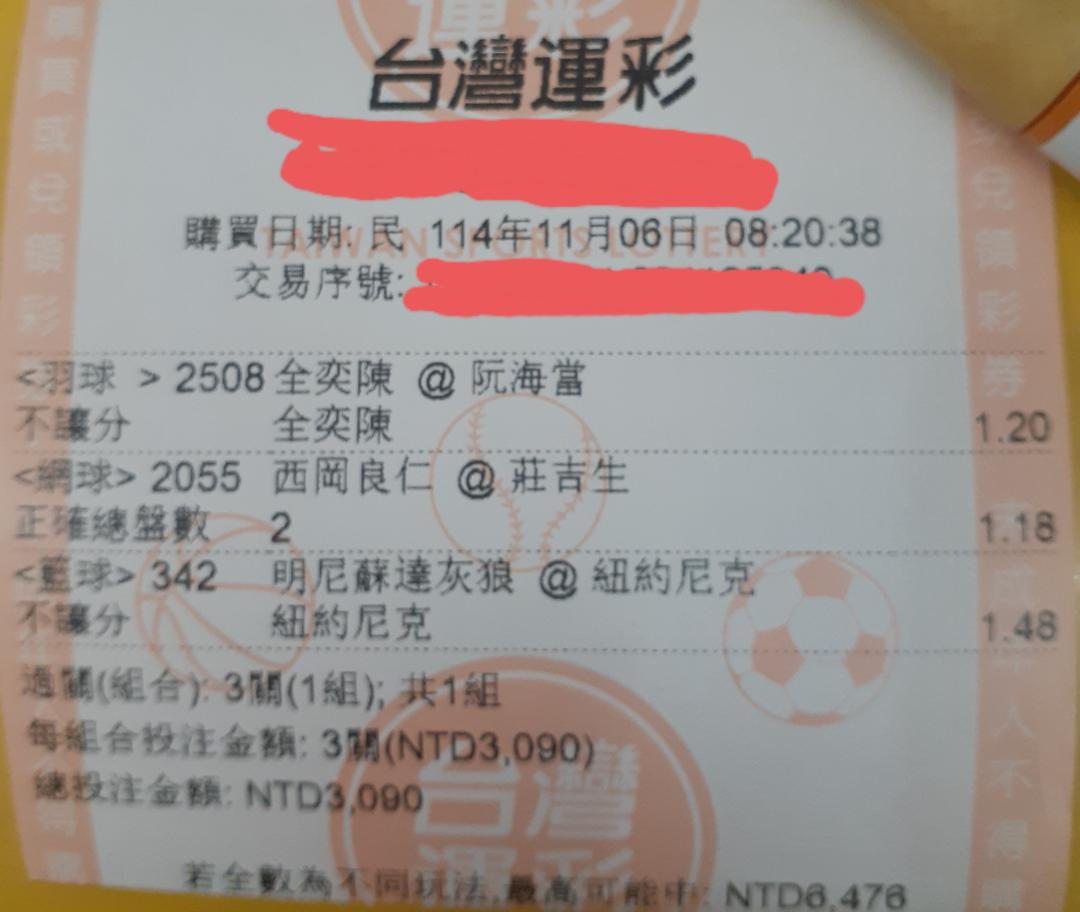 台灣運彩
購買日期: 民 114年11月06日 08:20:38
交易序號:
<羽球 > 2508 全奕陳 @ 阮海當
不讓分 全奕陳 1.20
<網球> 2055 西岡良仁 @ 莊吉生
正確總盤數 2 1.18
<籃球> 342 明尼蘇達灰狼 @ 紐約尼克
不讓分 紐約尼克 1.48
過關(組合): 3關(1組); 共1組
每組合投注金額: 3關(NTD3,090)
總投注金額: NTD3,090
若全數為不同玩法,最高可能中: NTD6,476